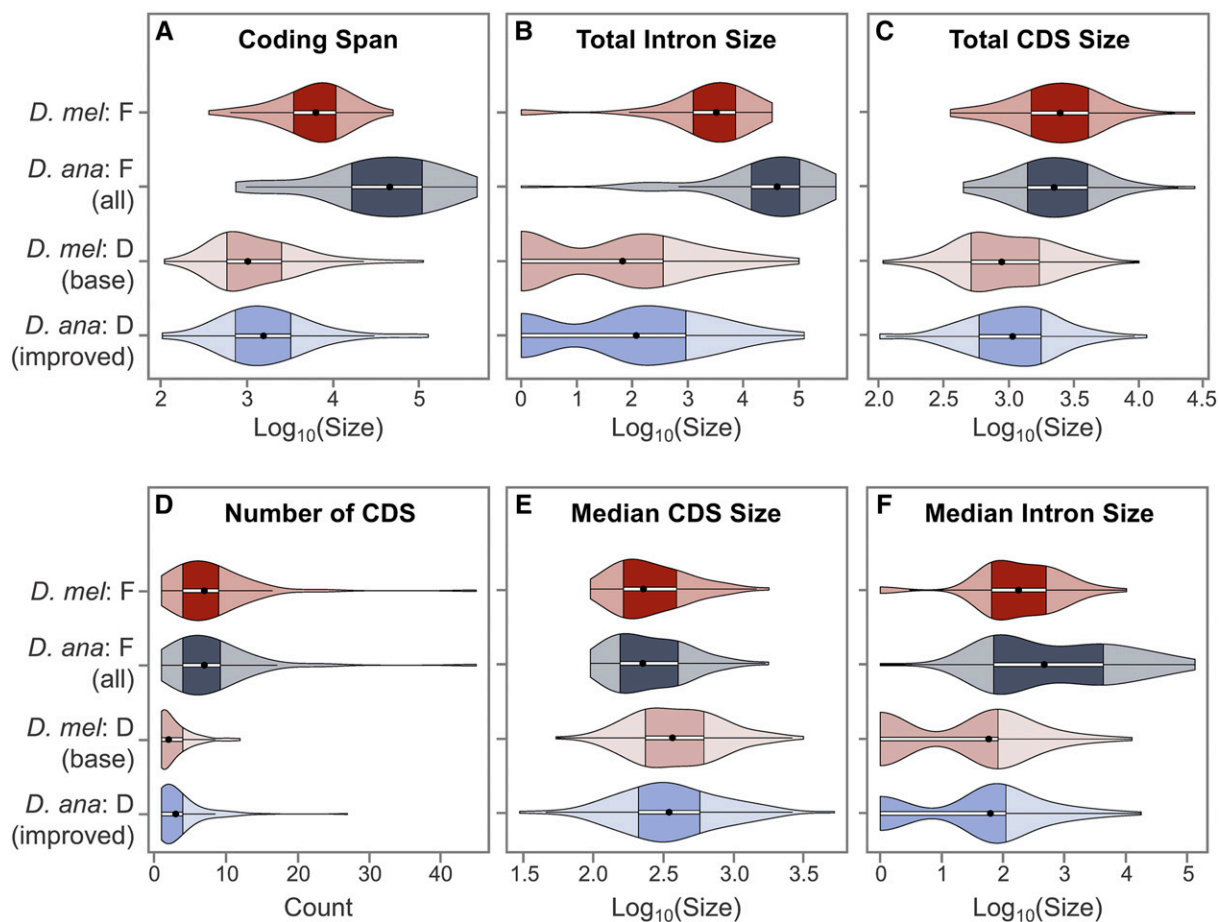 A Coding Span
B Total Intron Size
C Total CDS Size
D. mel: F
D. ana: F
(all)
D. mel: D
(base)
D. ana: D
(improved)
2 3 4 5
0 1 2 3 4 5
2.0 2.5 3.0 3.5 4.0 4.5
Log₁₀(Size)
Log₁₀(Size)
Log₁₀(Size)
D Number of CDS
E Median CDS Size
F Median Intron Size
D. mel: F
D. ana: F
(all)
D. mel: D
(base)
D. ana: D
(improved)
0 10 20 30 40
1.5 2.0 2.5 3.0 3.5
0 1 2 3 4 5
Count
Log₁₀(Size)
Log₁₀(Size)